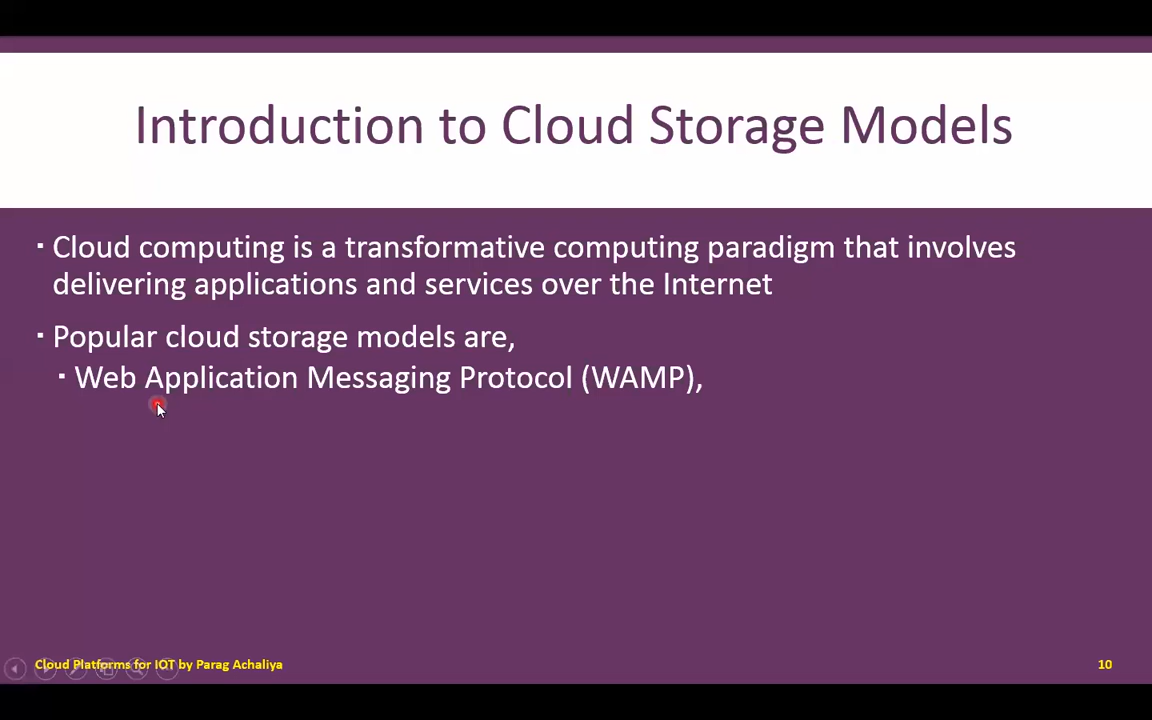 Introduction to Cloud Storage Models
▪ Cloud computing is a transformative computing paradigm that involves
delivering applications and services over the Internet
▪ Popular cloud storage models are,
▪ Web Application Messaging Protocol (WAMP),
Cloud Platforms for IOT by Parag Achaliya
10